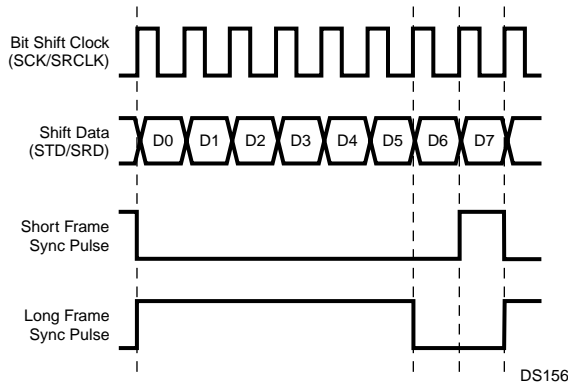 Bit Shift Clock
(SCK/SRCLK)
Shift Data
(STD/SRD)
D0 D1 D2 D3 D4 D5 D6 D7
Short Frame
Sync Pulse
Long Frame
Sync Pulse
DS156